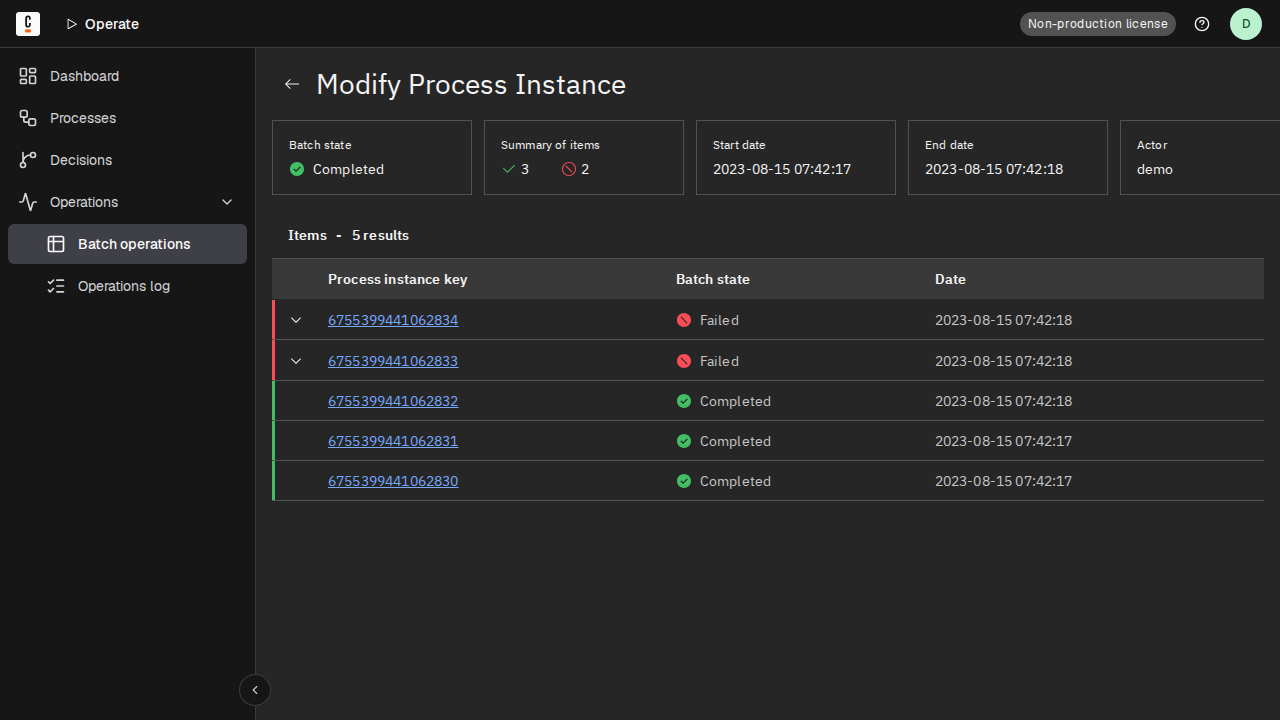 Operate
Non-production license
D
Dashboard
Processes
Decisions
Operations
Batch operations
Operations log
Modify Process Instance
Batch state
Completed
Summary of items
3 2
Start date
2023-08-15 07:42:17
End date
2023-08-15 07:42:18
Actor
demo
Items - 5 results
Process instance key Batch state Date
6755399441062834 Failed 2023-08-15 07:42:18
6755399441062833 Failed 2023-08-15 07:42:18
6755399441062832 Completed 2023-08-15 07:42:18
6755399441062831 Completed 2023-08-15 07:42:17
6755399441062830 Completed 2023-08-15 07:42:17